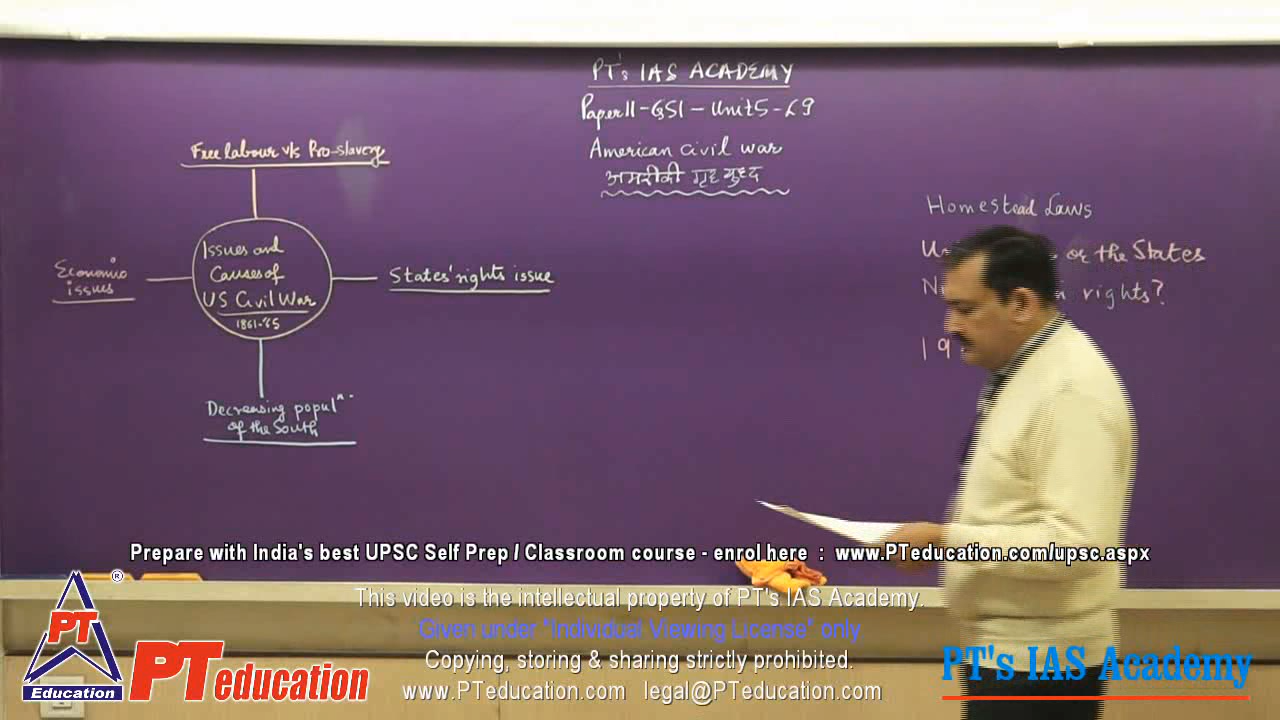 PT's IAS ACADEMY
Paper II - GS1 - Unit 5 - L9
American civil war
अमरीकी गृह युद्ध
Free labour v/s Pro-slavery
Issues and
Causes of
US Civil War
1861-'65
Economic
issues
States' rights issue
Decreasing popul^n.
of the South
Homestead Laws
or the States
rights?
19
Prepare with India's best UPSC Self Prep / Classroom course - enrol here : www.PTeducation.com/upsc.aspx
This video is the intellectual property of PT's IAS Academy.
Given under "Individual Viewing License" only
Copying, storing & sharing strictly prohibited.
www.PTeducation.com legal@PTeducation.com
PT
Education
®
PT education
PT's IAS Academy